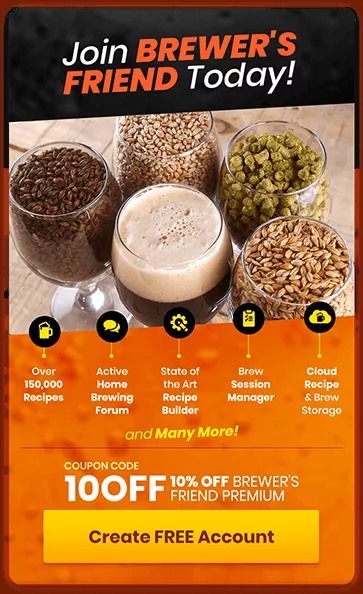 Join BREWER'S
FRIEND Today!
Over
150,000
Recipes
Active
Home
Brewing
Forum
State of
the Art
Recipe
Builder
Brew
Session
Manager
Cloud
Recipe
& Brew
Storage
and Many More!
COUPON CODE
10OFF
10% OFF BREWER'S
FRIEND PREMIUM
Create FREE Account